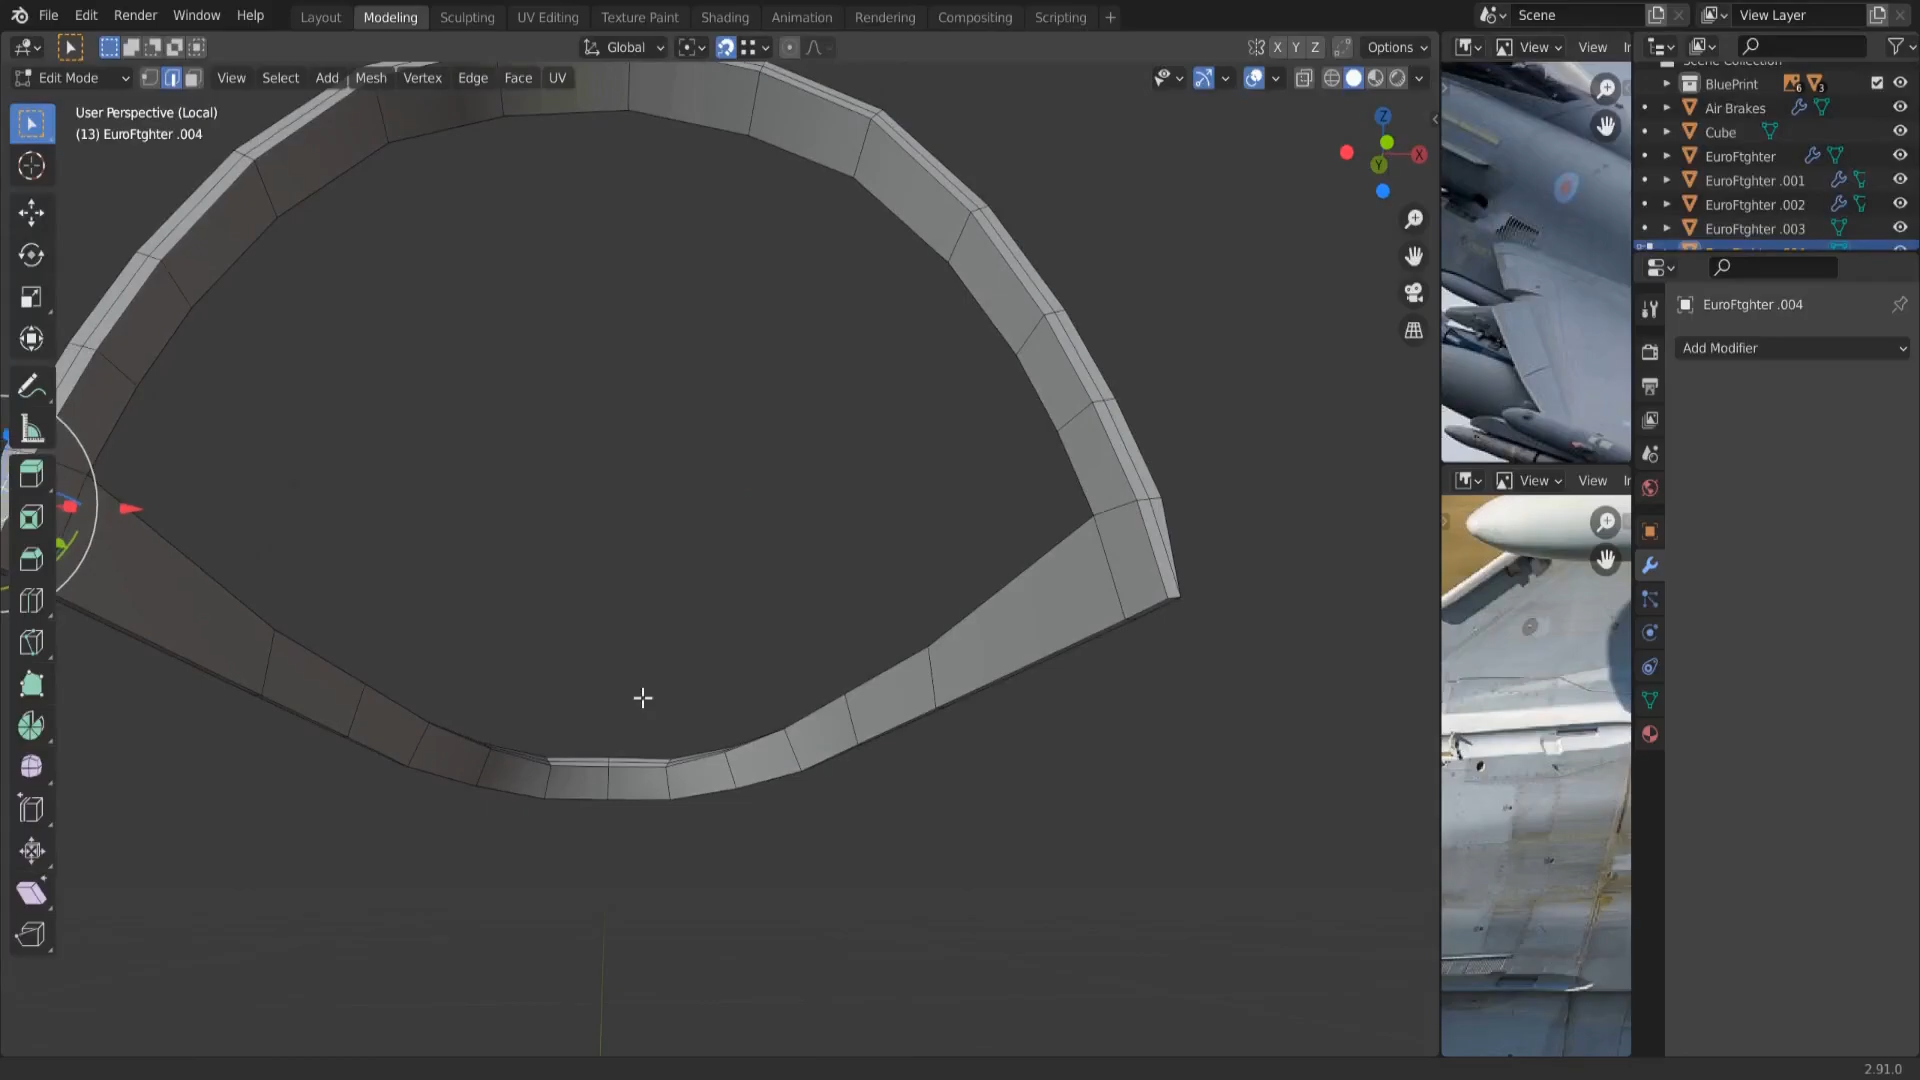 File Edit Render Window Help Layout Modeling Sculpting UV Editing Texture Paint Shading Animation Rendering Compositing Scripting + Scene View Layer
Global X Y Z Options View View
Edit Mode View Select Add Mesh Vertex Edge Face UV
BluePrint 6 3
User Perspective (Local)
(13) EuroFtghter .004
Air Brakes
Cube
EuroFtghter
EuroFtghter .001
EuroFtghter .002
EuroFtghter .003
Z
X
Y
EuroFtghter .004
Add Modifier
View View
2.91.0